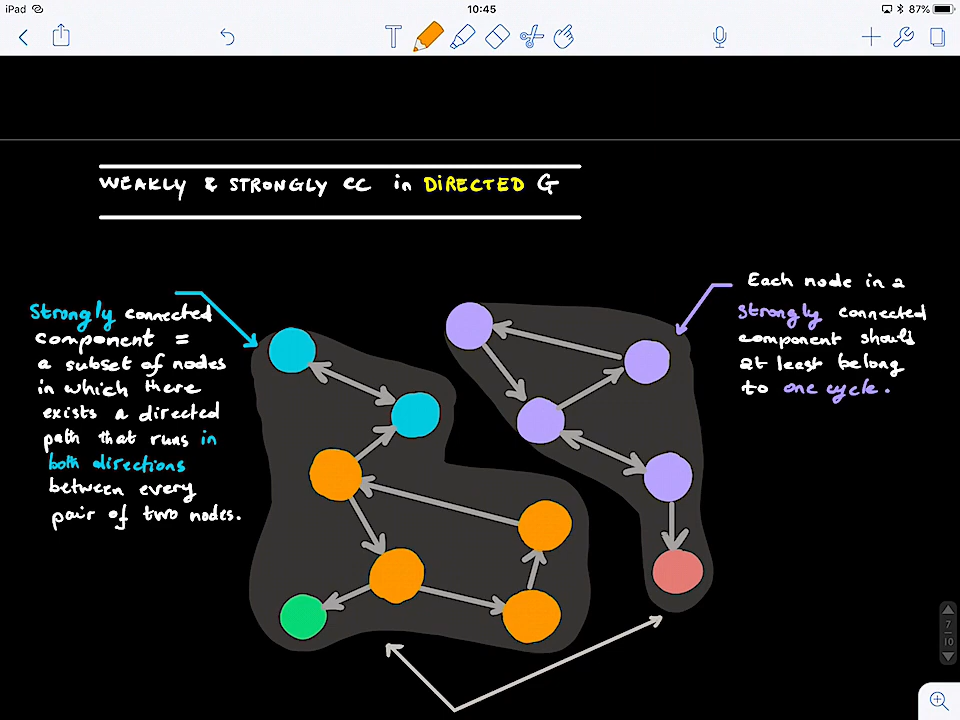 iPad
10:45
87%
T
WEAKLY & STRONGLY CC in DIRECTED G
Strongly connected
component =
a subset of nodes
in which there
exists a directed
path that runs in
both directions
between every
pair of two nodes.
Each node in a
strongly connected
component should
at least belong
to one cycle.
7
10